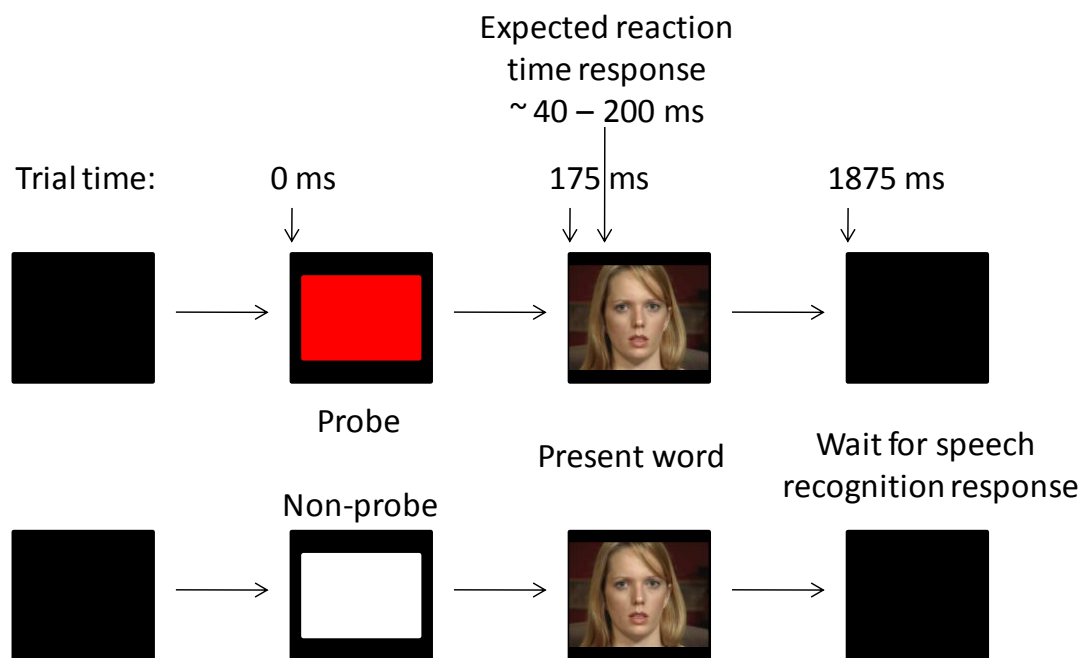 Expected reaction
time response
~ 40 – 200 ms
Trial time:
0 ms
175 ms
1875 ms
Probe
Present word
Wait for speech
recognition response
Non-probe